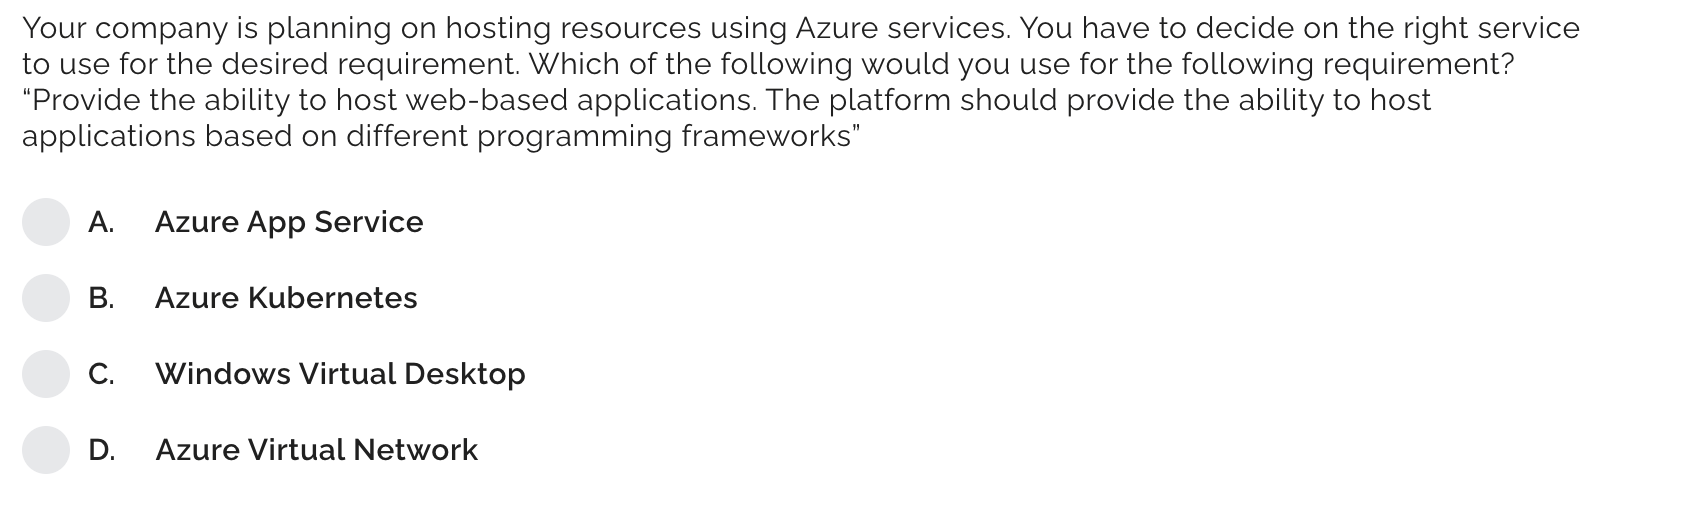 Your company is planning on hosting resources using Azure services. You have to decide on the right service
to use for the desired requirement. Which of the following would you use for the following requirement?
“Provide the ability to host web-based applications. The platform should provide the ability to host
applications based on different programming frameworks”
A. Azure App Service
B. Azure Kubernetes
C. Windows Virtual Desktop
D. Azure Virtual Network